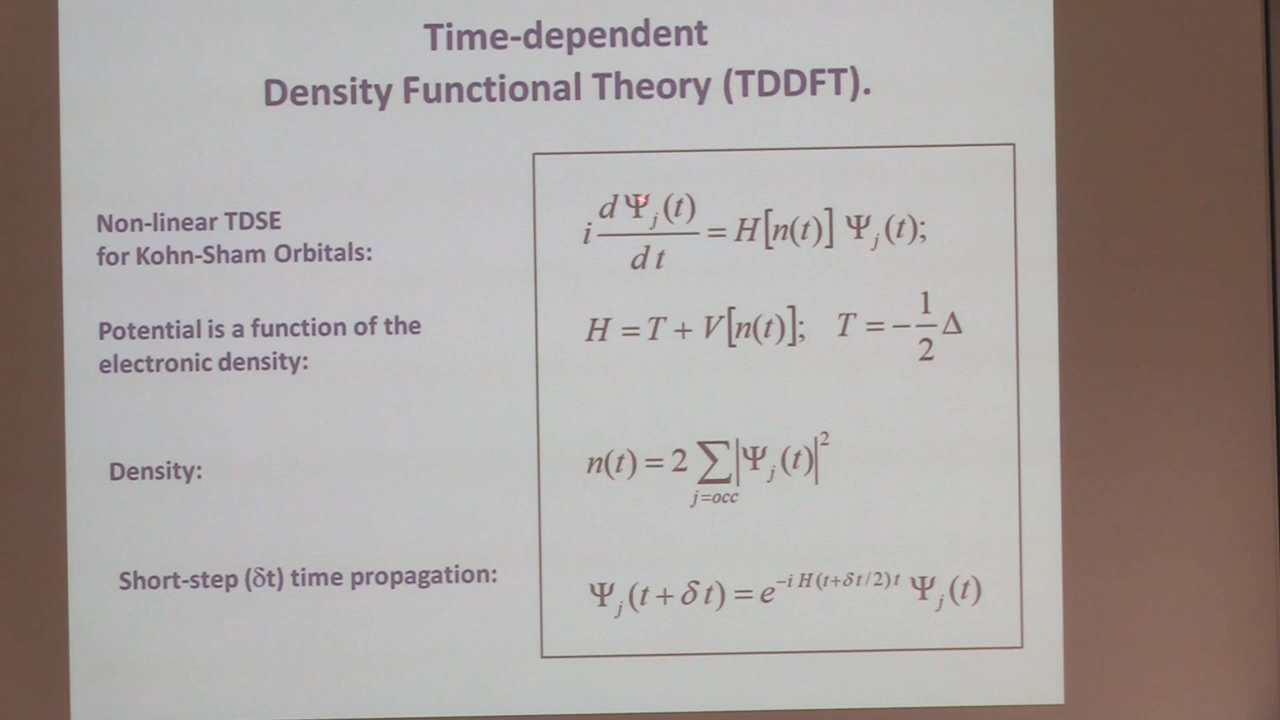 Time-dependent
Density Functional Theory (TDDFT).
Non-linear TDSE
for Kohn-Sham Orbitals:
i dΨ_j(t)/dt = H[n(t)] Ψ_j(t);
Potential is a function of the
electronic density:
H = T + V[n(t)]; T = −1/2 Δ
Density:
n(t) = 2 ∑_{j=occ} |Ψ_j(t)|²
Short-step (δt) time propagation:
Ψ_j(t+δt) = e^{−i H(t+δt/2)t} Ψ_j(t)